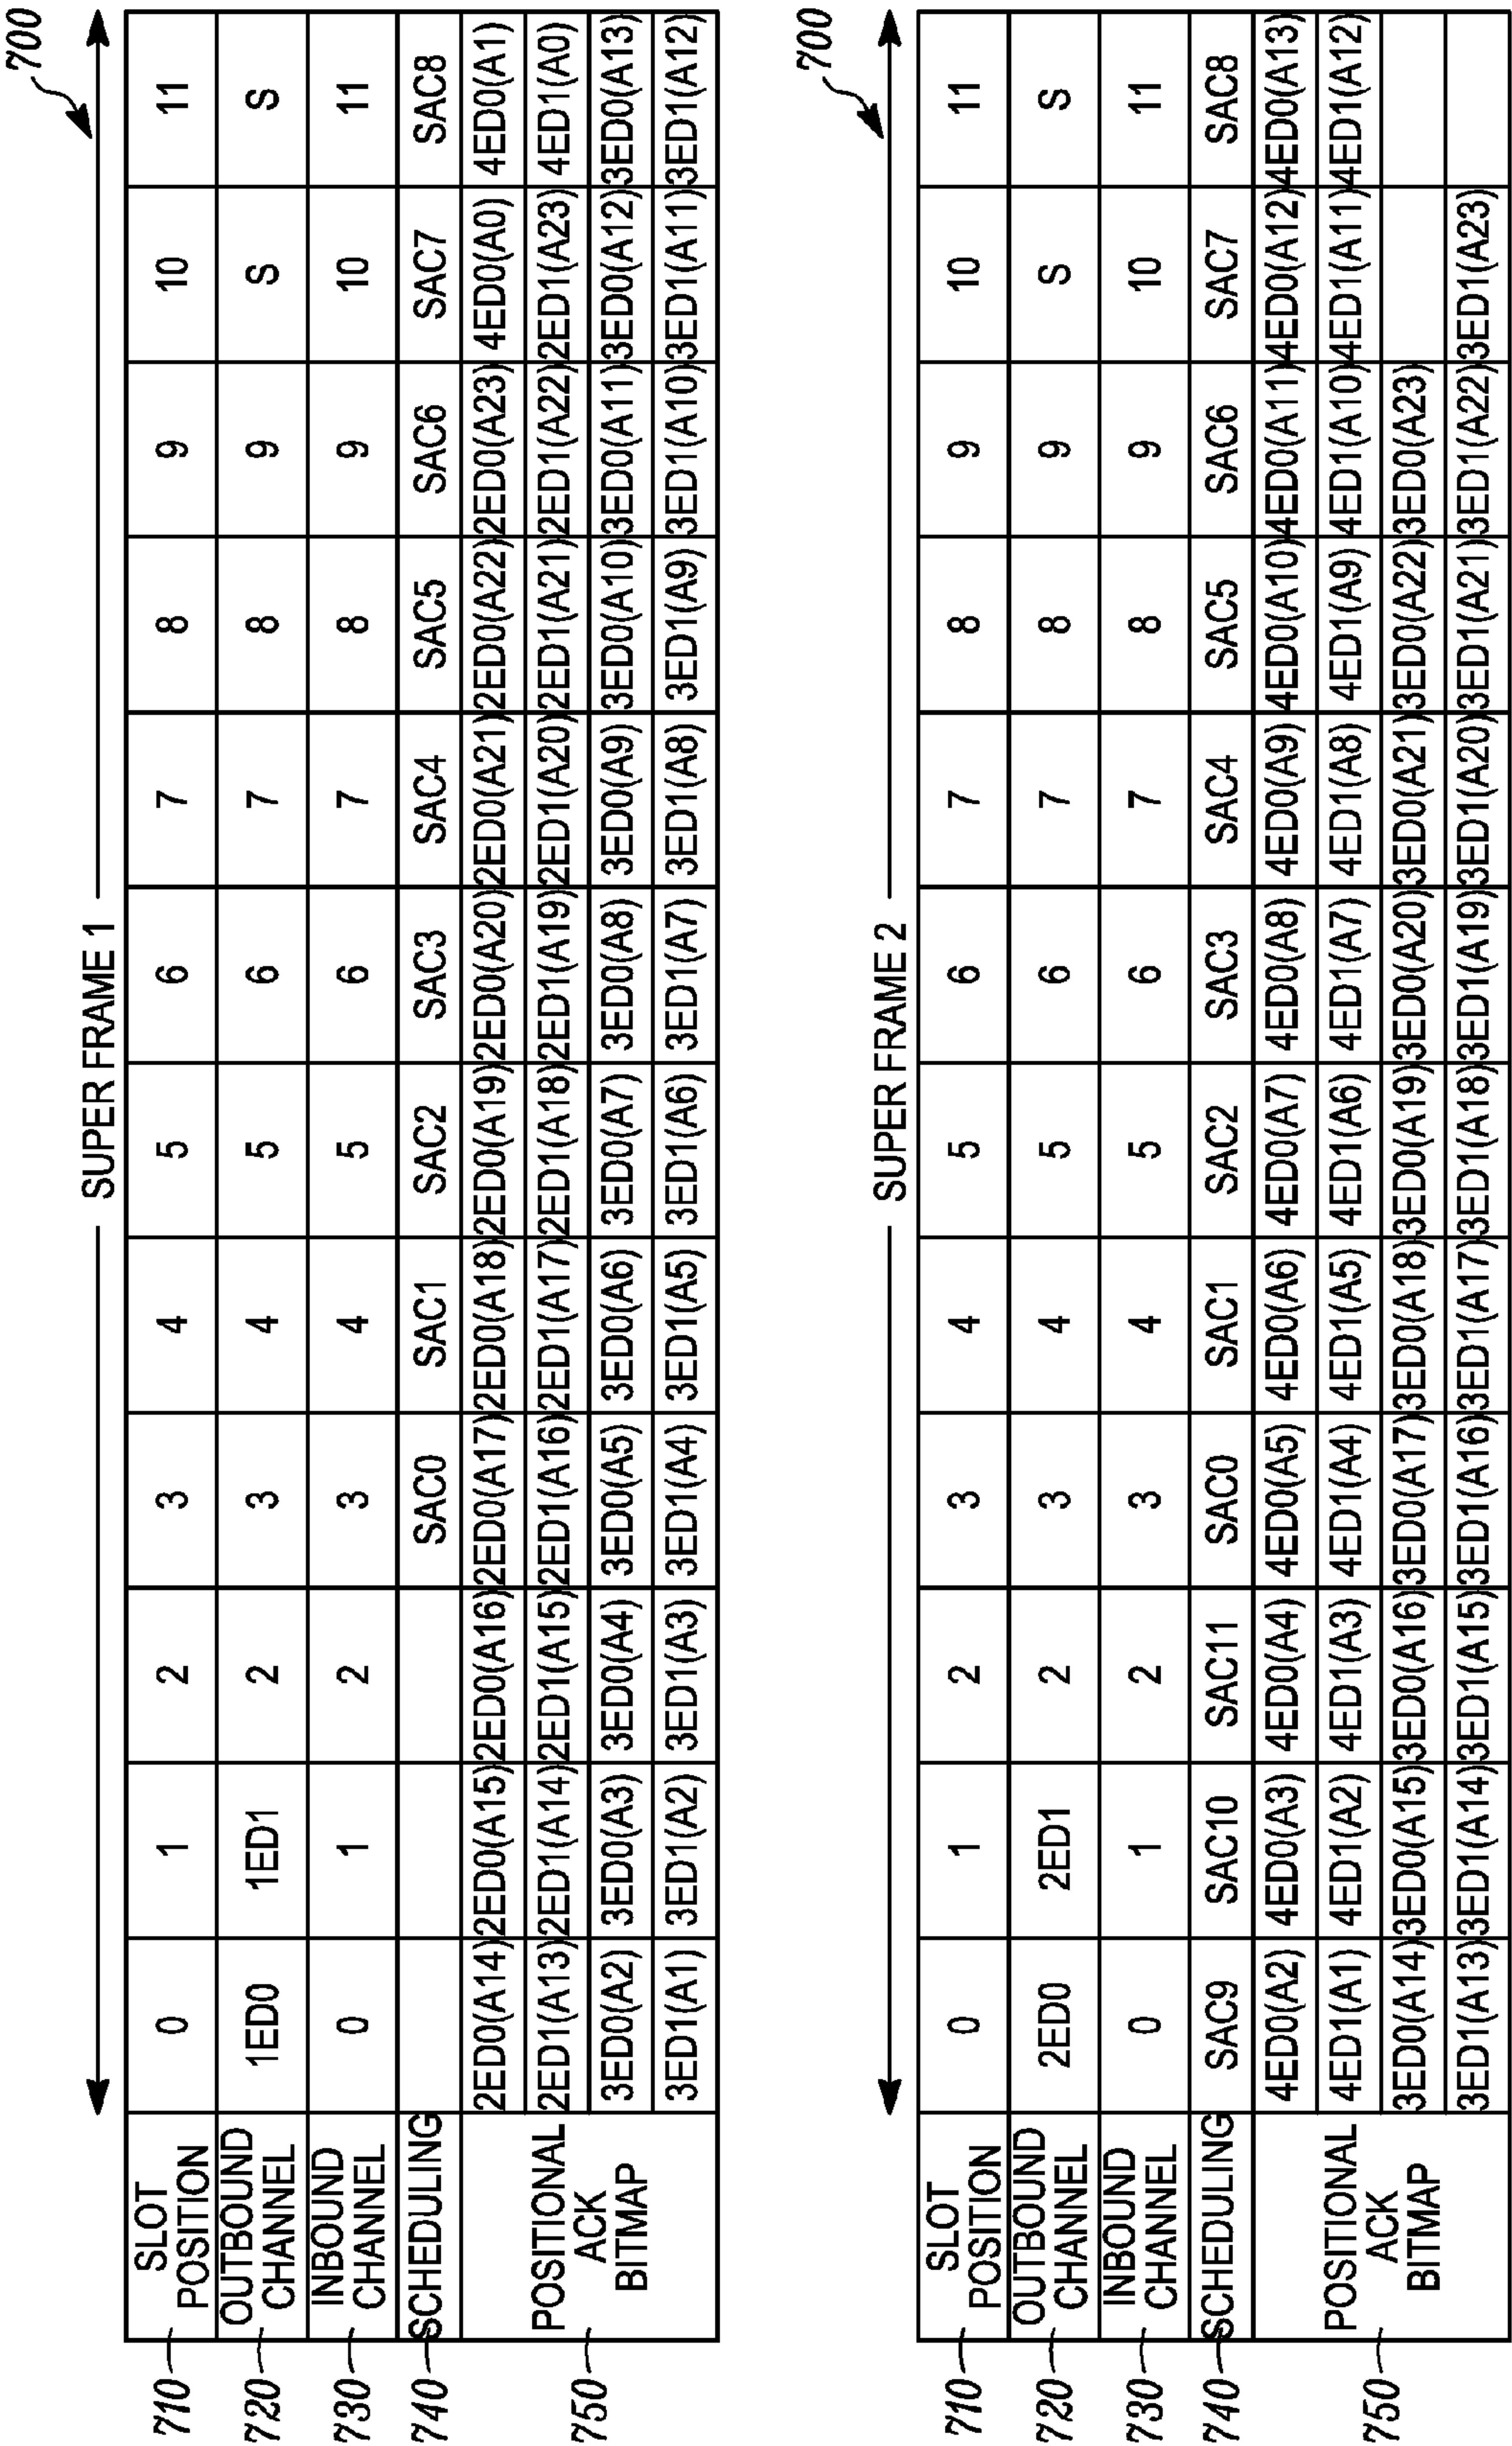 700
SUPER FRAME 1
710 SLOT POSITION 0 1 2 3 4 5 6 7 8 9 10 11
720 OUTBOUND CHANNEL 1ED0 1ED1 2 3 4 5 6 7 8 9 S S
730 INBOUND CHANNEL 0 1 2 3 4 5 6 7 8 9 10 11
740 SCHEDULING SAC0 SAC1 SAC2 SAC3 SAC4 SAC5 SAC6 SAC7 SAC8
750 POSITIONAL ACK BITMAP
2ED0(A14) 2ED0(A15) 2ED0(A16) 2ED0(A17) 2ED0(A18) 2ED0(A19) 2ED0(A20) 2ED0(A21) 2ED0(A22) 2ED0(A23) 4ED0(A0) 4ED0(A1)
2ED1(A13) 2ED1(A14) 2ED1(A15) 2ED1(A16) 2ED1(A17) 2ED1(A18) 2ED1(A19) 2ED1(A20) 2ED1(A21) 2ED1(A22) 2ED1(A23) 4ED1(A0)
3ED0(A2) 3ED0(A3) 3ED0(A4) 3ED0(A5) 3ED0(A6) 3ED0(A7) 3ED0(A8) 3ED0(A9) 3ED0(A10) 3ED0(A11) 3ED0(A12) 3ED0(A13)
3ED1(A1) 3ED1(A2) 3ED1(A3) 3ED1(A4) 3ED1(A5) 3ED1(A6) 3ED1(A7) 3ED1(A8) 3ED1(A9) 3ED1(A10) 3ED1(A11) 3ED1(A12)
700
SUPER FRAME 2
710 SLOT POSITION 0 1 2 3 4 5 6 7 8 9 10 11
720 OUTBOUND CHANNEL 2ED0 2ED1 2 3 4 5 6 7 8 9 S S
730 INBOUND CHANNEL 0 1 2 3 4 5 6 7 8 9 10 11
740 SCHEDULING SAC9 SAC10 SAC11 SAC0 SAC1 SAC2 SAC3 SAC4 SAC5 SAC6 SAC7 SAC8
750 POSITIONAL ACK BITMAP
4ED0(A2) 4ED0(A3) 4ED0(A4) 4ED0(A5) 4ED0(A6) 4ED0(A7) 4ED0(A8) 4ED0(A9) 4ED0(A10) 4ED0(A11) 4ED0(A12) 4ED0(A13)
4ED1(A1) 4ED1(A2) 4ED1(A3) 4ED1(A4) 4ED1(A5) 4ED1(A6) 4ED1(A7) 4ED1(A8) 4ED1(A9) 4ED1(A10) 4ED1(A11) 4ED1(A12)
3ED0(A14) 3ED0(A15) 3ED0(A16) 3ED0(A17) 3ED0(A18) 3ED0(A19) 3ED0(A20) 3ED0(A21) 3ED0(A22) 3ED0(A23)
3ED1(A13) 3ED1(A14) 3ED1(A15) 3ED1(A16) 3ED1(A17) 3ED1(A18) 3ED1(A19) 3ED1(A20) 3ED1(A21) 3ED1(A22) 3ED1(A23)